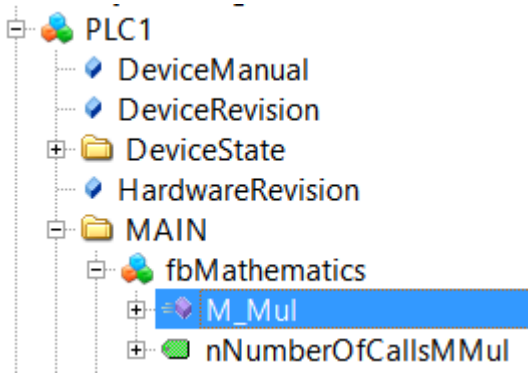 PLC1
DeviceManual
DeviceRevision
DeviceState
HardwareRevision
MAIN
fbMathematics
M_Mul
nNumberOfCallsMMul